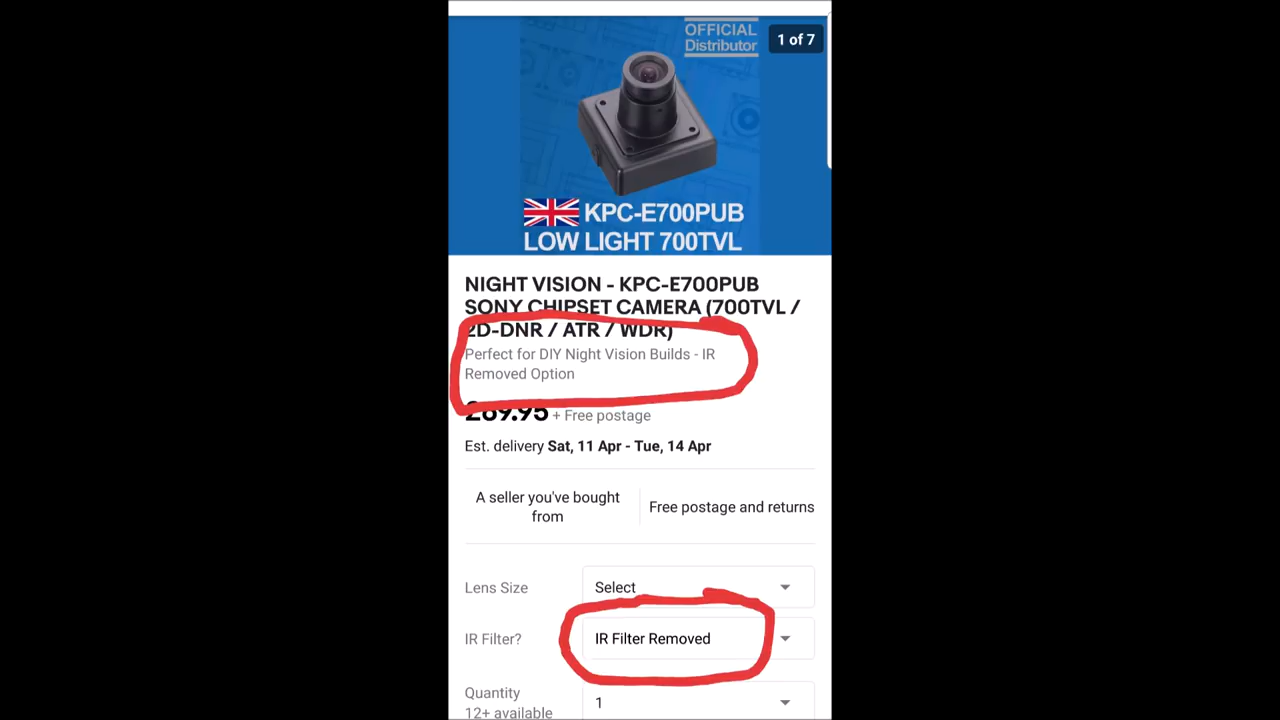 OFFICIAL
Distributor
1 of 7
KPC-E700PUB
LOW LIGHT 700TVL
NIGHT VISION - KPC-E700PUB
SONY CHIPSET CAMERA (700TVL /
2D-DNR / ATR / WDR)
Perfect for DIY Night Vision Builds - IR
Removed Option
£69.95 + Free postage
Est. delivery Sat, 11 Apr - Tue, 14 Apr
A seller you've bought
from
Free postage and returns
Lens Size
Select
IR Filter?
IR Filter Removed
Quantity
1
12+ available